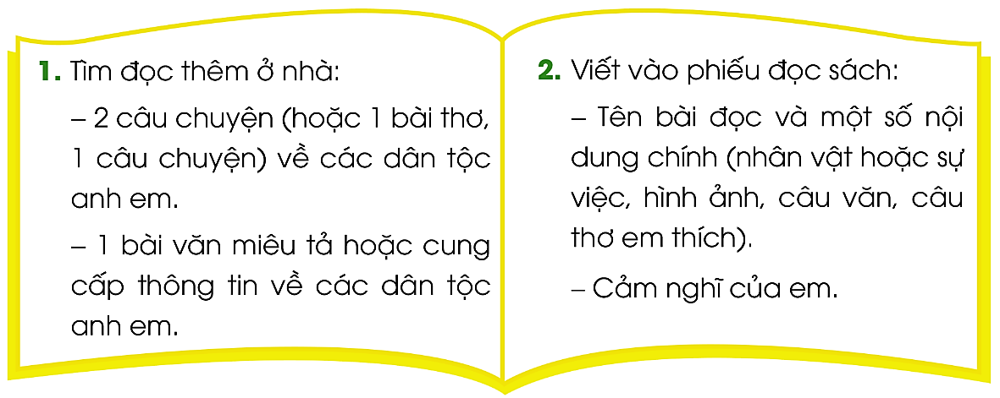 1. Tìm đọc thêm ở nhà:
– 2 câu chuyện (hoặc 1 bài thơ,
1 câu chuyện) về các dân tộc
anh em.
– 1 bài văn miêu tả hoặc cung
cấp thông tin về các dân tộc
anh em.
2. Viết vào phiếu đọc sách:
– Tên bài đọc và một số nội
dung chính (nhân vật hoặc sự
việc, hình ảnh, câu văn, câu
thơ em thích).
– Cảm nghĩ của em.